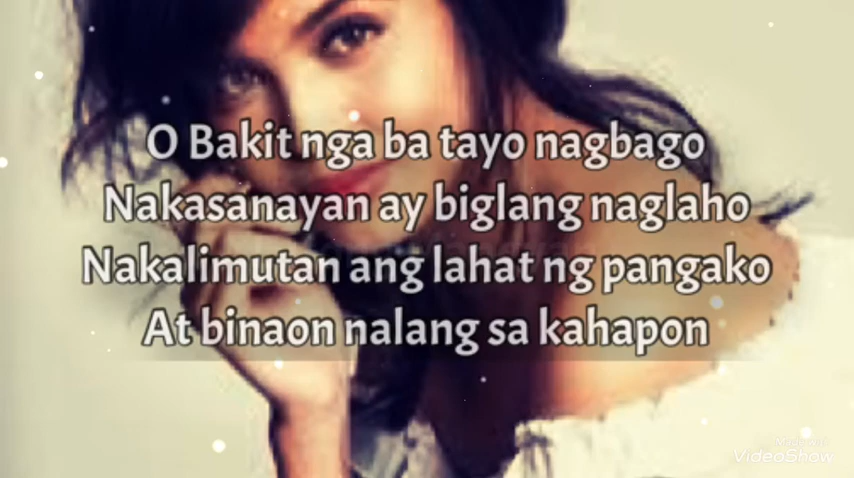 O Bakit nga ba tayo nagbago
Nakasanayan ay biglang naglaho
Nakalimutan ang lahat ng pangako
At binaon nalang sa kahapon
VideoShow